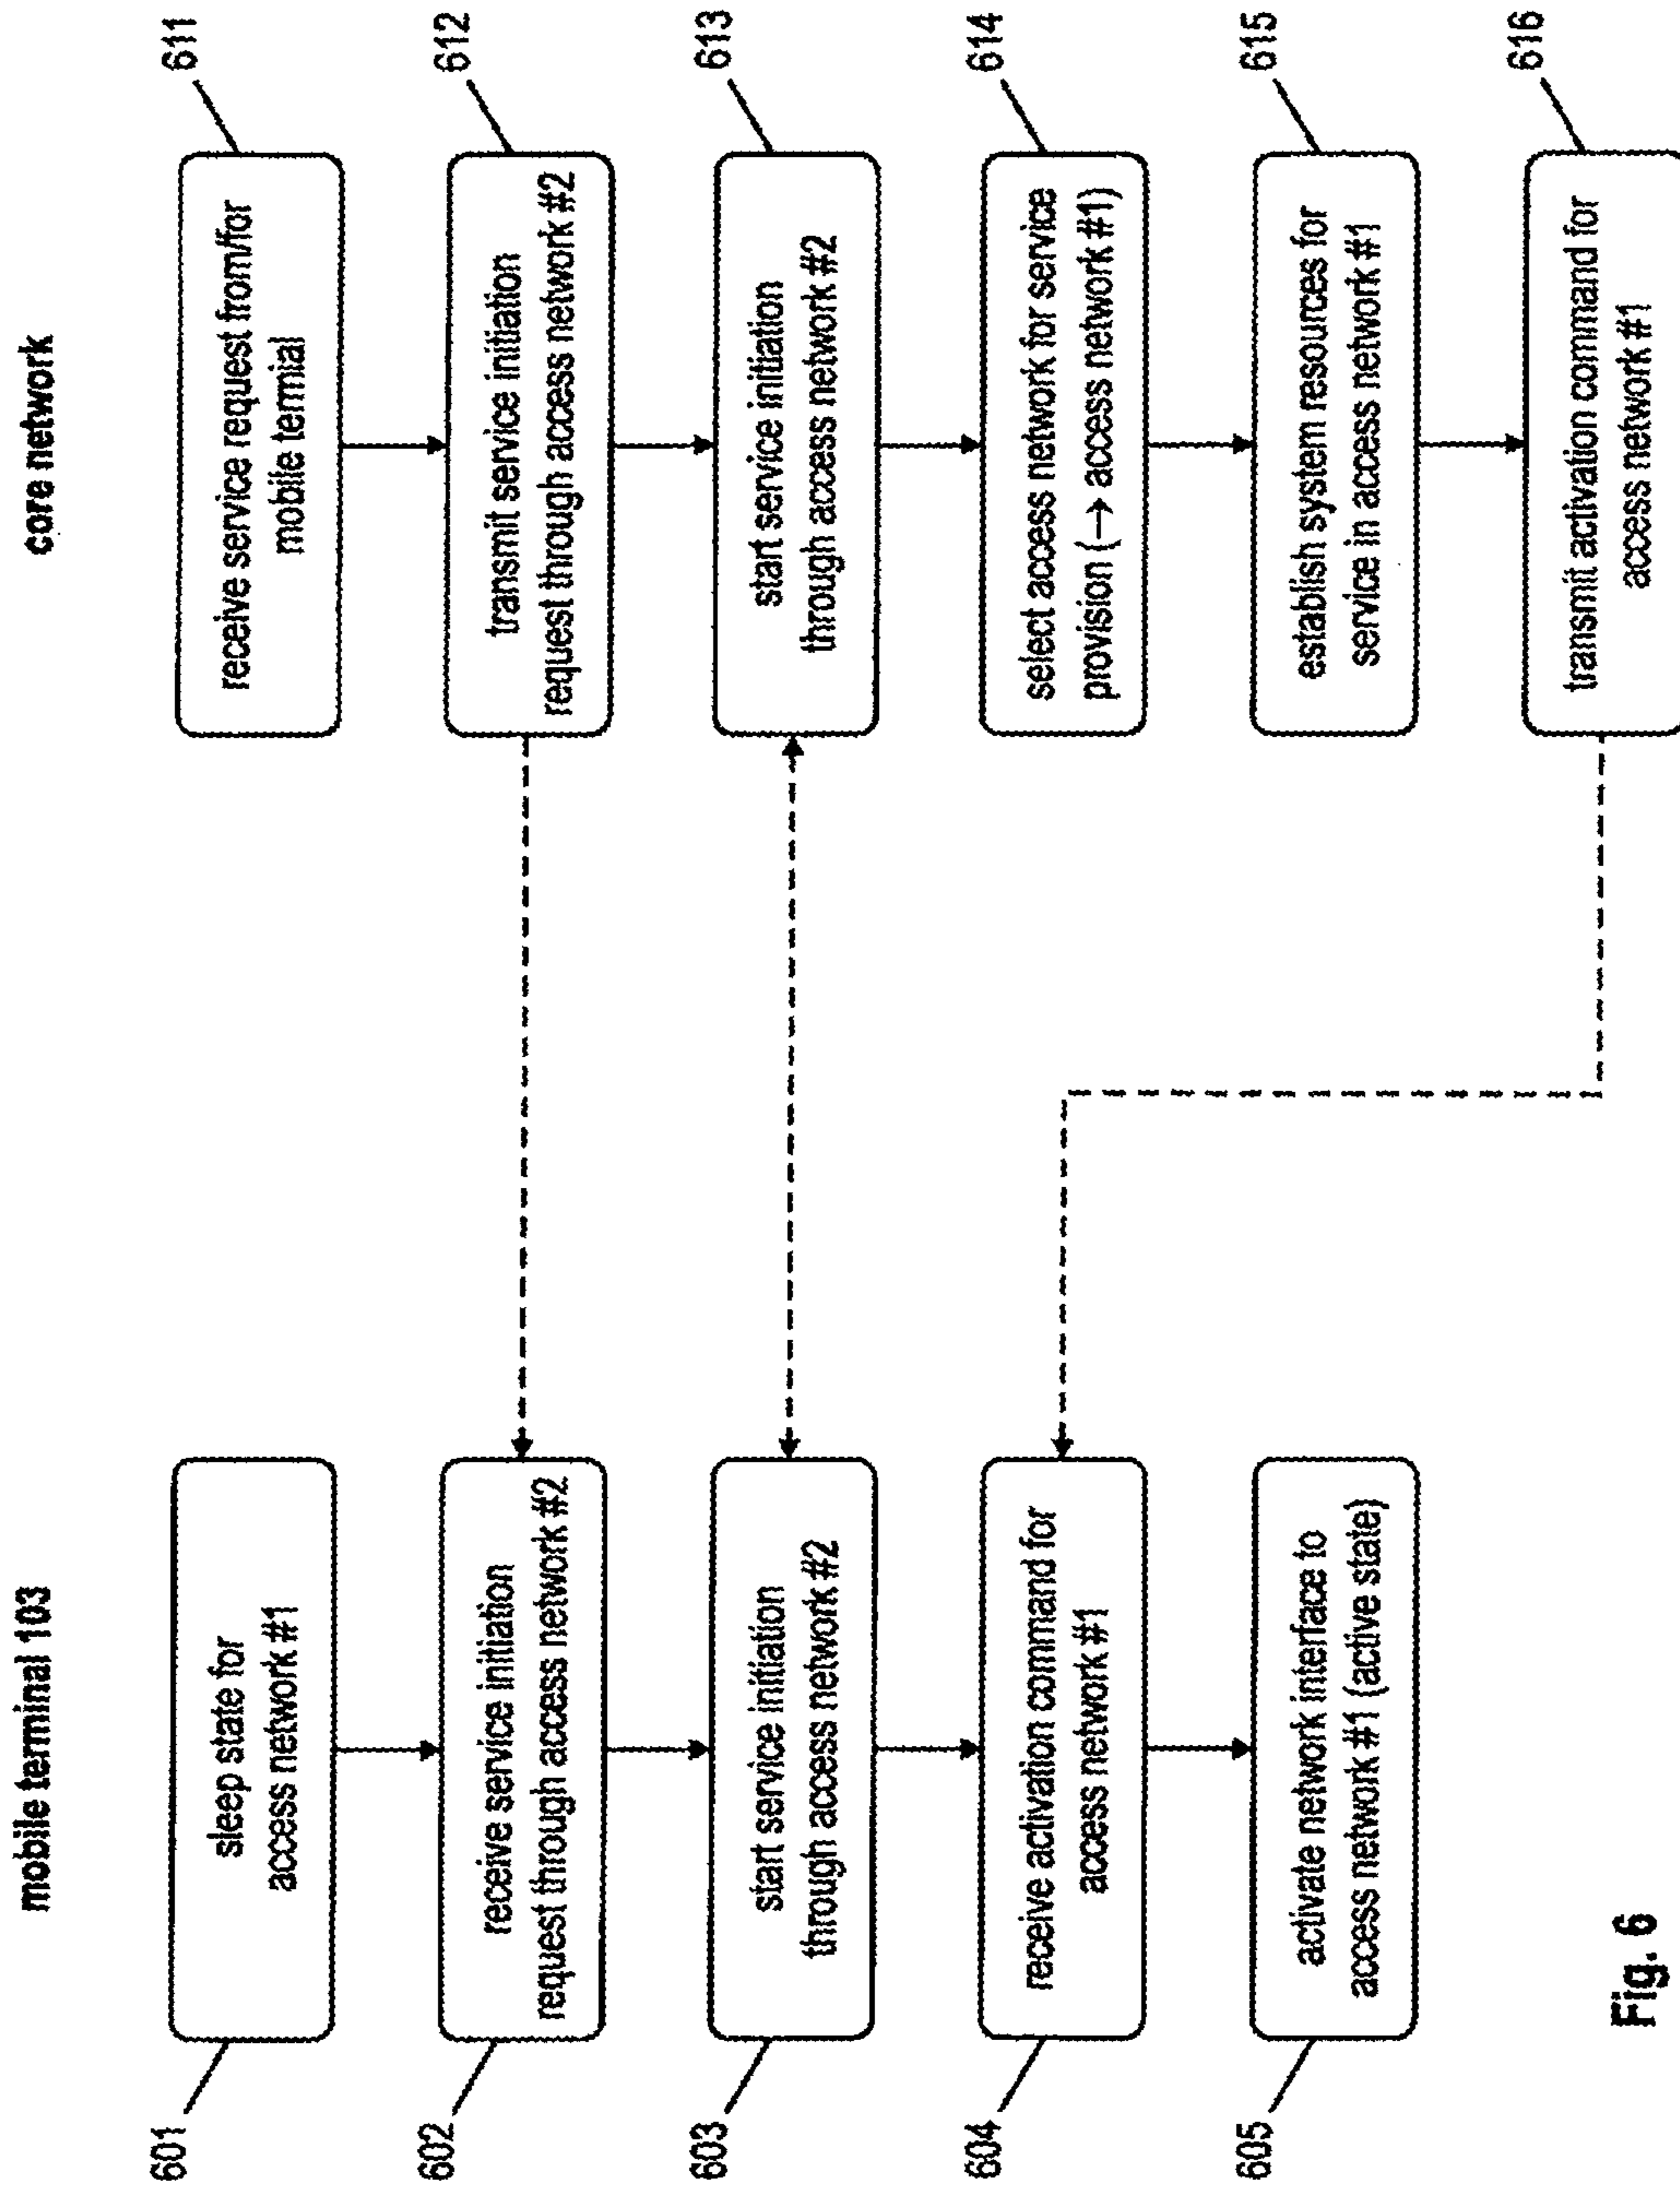 mobile terminal 103
core network
601
sleep state for
access network #1
602
receive service initiation
request through access network #2
603
start service initiation
through access network #2
604
receive activation command for
access network #1
605
activate network interface to
access network #1 (active state)
611
receive service request from/for
mobile termial
612
transmit service initiation
request through access network #2
613
start service initiation
through access network #2
614
select access network for service
provision (→ access network #1)
615
establish system resources for
service in access network #1
616
transmit activation command for
access network #1
Fig. 6